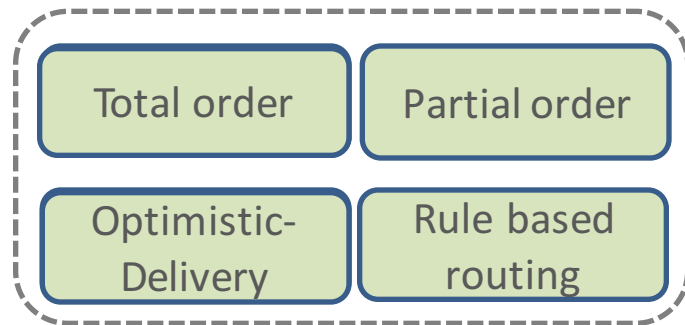 Total order
Partial order
Optimistic-
Delivery
Rule based
routing